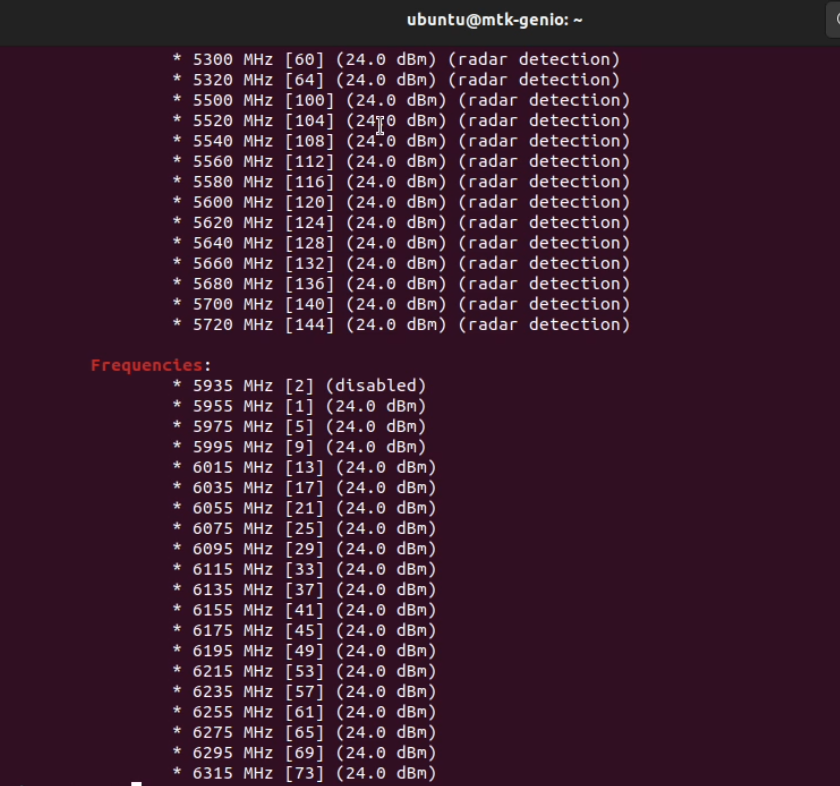 ubuntu@mtk-genio: ~
* 5300 MHz [60] (24.0 dBm) (radar detection)
* 5320 MHz [64] (24.0 dBm) (radar detection)
* 5500 MHz [100] (24.0 dBm) (radar detection)
* 5520 MHz [104] (24.0 dBm) (radar detection)
* 5540 MHz [108] (24.0 dBm) (radar detection)
* 5560 MHz [112] (24.0 dBm) (radar detection)
* 5580 MHz [116] (24.0 dBm) (radar detection)
* 5600 MHz [120] (24.0 dBm) (radar detection)
* 5620 MHz [124] (24.0 dBm) (radar detection)
* 5640 MHz [128] (24.0 dBm) (radar detection)
* 5660 MHz [132] (24.0 dBm) (radar detection)
* 5680 MHz [136] (24.0 dBm) (radar detection)
* 5700 MHz [140] (24.0 dBm) (radar detection)
* 5720 MHz [144] (24.0 dBm) (radar detection)
Frequencies:
* 5935 MHz [2] (disabled)
* 5955 MHz [1] (24.0 dBm)
* 5975 MHz [5] (24.0 dBm)
* 5995 MHz [9] (24.0 dBm)
* 6015 MHz [13] (24.0 dBm)
* 6035 MHz [17] (24.0 dBm)
* 6055 MHz [21] (24.0 dBm)
* 6075 MHz [25] (24.0 dBm)
* 6095 MHz [29] (24.0 dBm)
* 6115 MHz [33] (24.0 dBm)
* 6135 MHz [37] (24.0 dBm)
* 6155 MHz [41] (24.0 dBm)
* 6175 MHz [45] (24.0 dBm)
* 6195 MHz [49] (24.0 dBm)
* 6215 MHz [53] (24.0 dBm)
* 6235 MHz [57] (24.0 dBm)
* 6255 MHz [61] (24.0 dBm)
* 6275 MHz [65] (24.0 dBm)
* 6295 MHz [69] (24.0 dBm)
* 6315 MHz [73] (24.0 dBm)